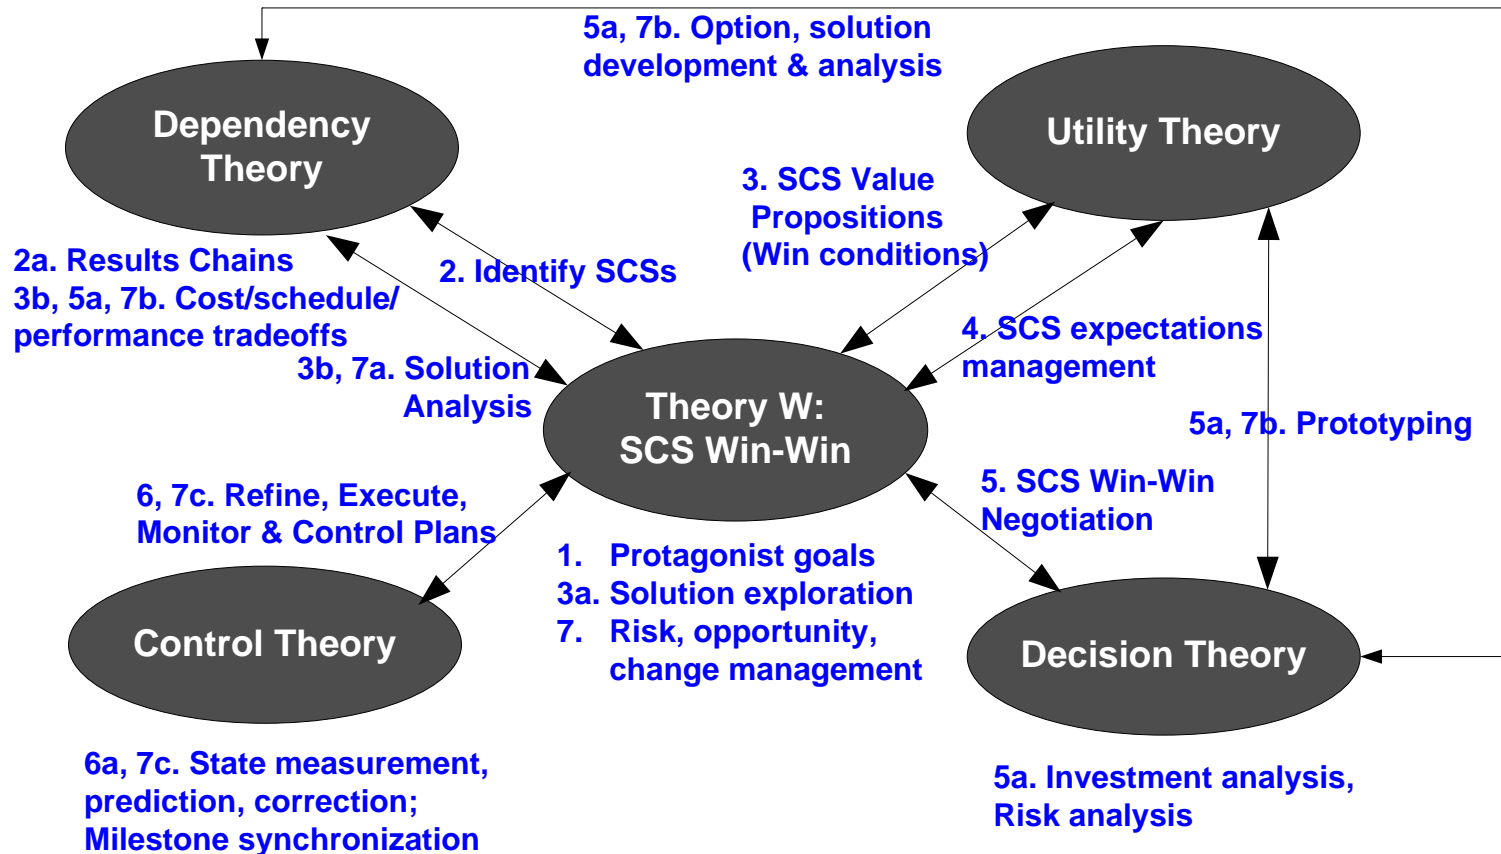 5a, 7b. Option, solution
development & analysis
Dependency
Theory
Utility Theory
3. SCS Value
Propositions
(Win conditions)
2a. Results Chains
3b, 5a, 7b. Cost/schedule/
performance tradeoffs
2. Identify SCSs
4. SCS expectations
management
3b, 7a. Solution
Analysis
Theory W:
SCS Win-Win
5a, 7b. Prototyping
6, 7c. Refine, Execute,
Monitor & Control Plans
5. SCS Win-Win
Negotiation
1. Protagonist goals
3a. Solution exploration
7. Risk, opportunity,
change management
Control Theory
Decision Theory
6a, 7c. State measurement,
prediction, correction;
Milestone synchronization
5a. Investment analysis,
Risk analysis